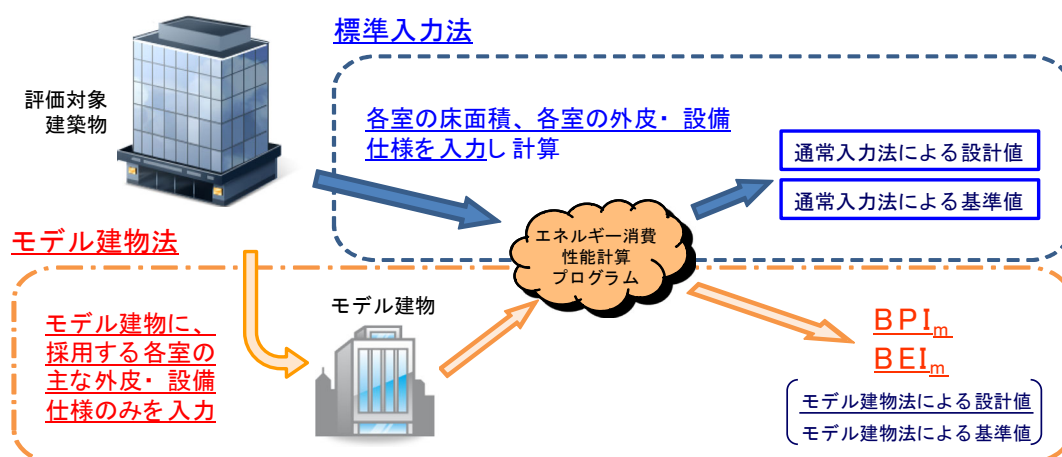 標準入力法
評価対象
建築物
各室の床面積、各室の外皮・ 設備
仕様を入力し 計算
通常入力法による設計値
通常入力法による基準値
エネルギー消費
性能計算
プログラム
モデル建物法
モデル建物に、
採用する各室の
主な外皮・ 設備
仕様のみを入力
モデル建物
BPIm
BEIm
モデル建物法による設計値
モデル建物法による基準値